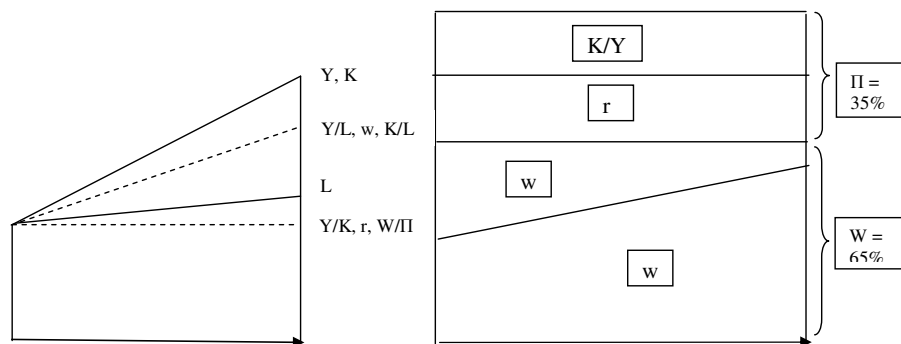 Y, K
Y/L, w, K/L
L
Y/K, r, W/Π
K/Y
r
w
w
Π =
35%
W =
65%